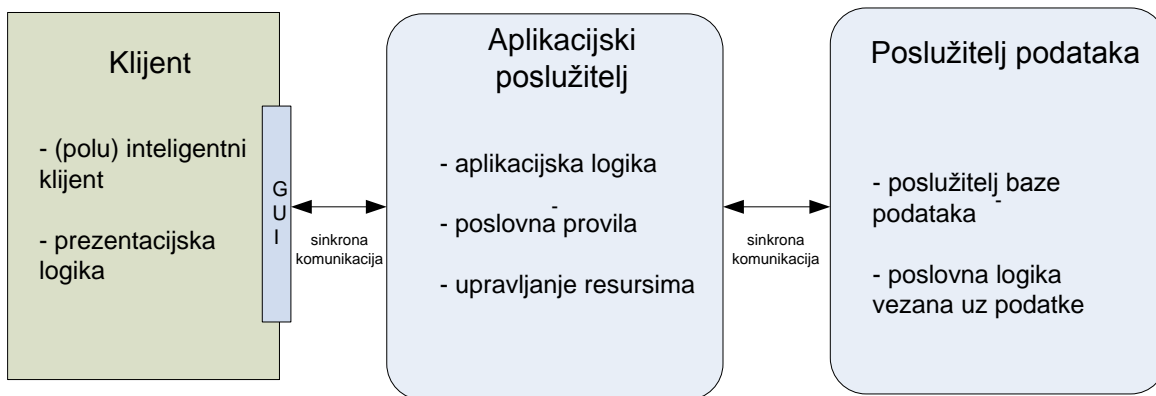 Klijent
- (polu) inteligentni
klijent
- prezentacijska
logika
G
U
I
sinkrona
komunikacija
Aplikacijski
poslužitelj
- aplikacijska logika
-
- poslovna provila
- upravljanje resursima
sinkrona
komunikacija
Poslužitelj podataka
- poslužitelj baze
podataka
-
- poslovna logika
vezana uz podatke